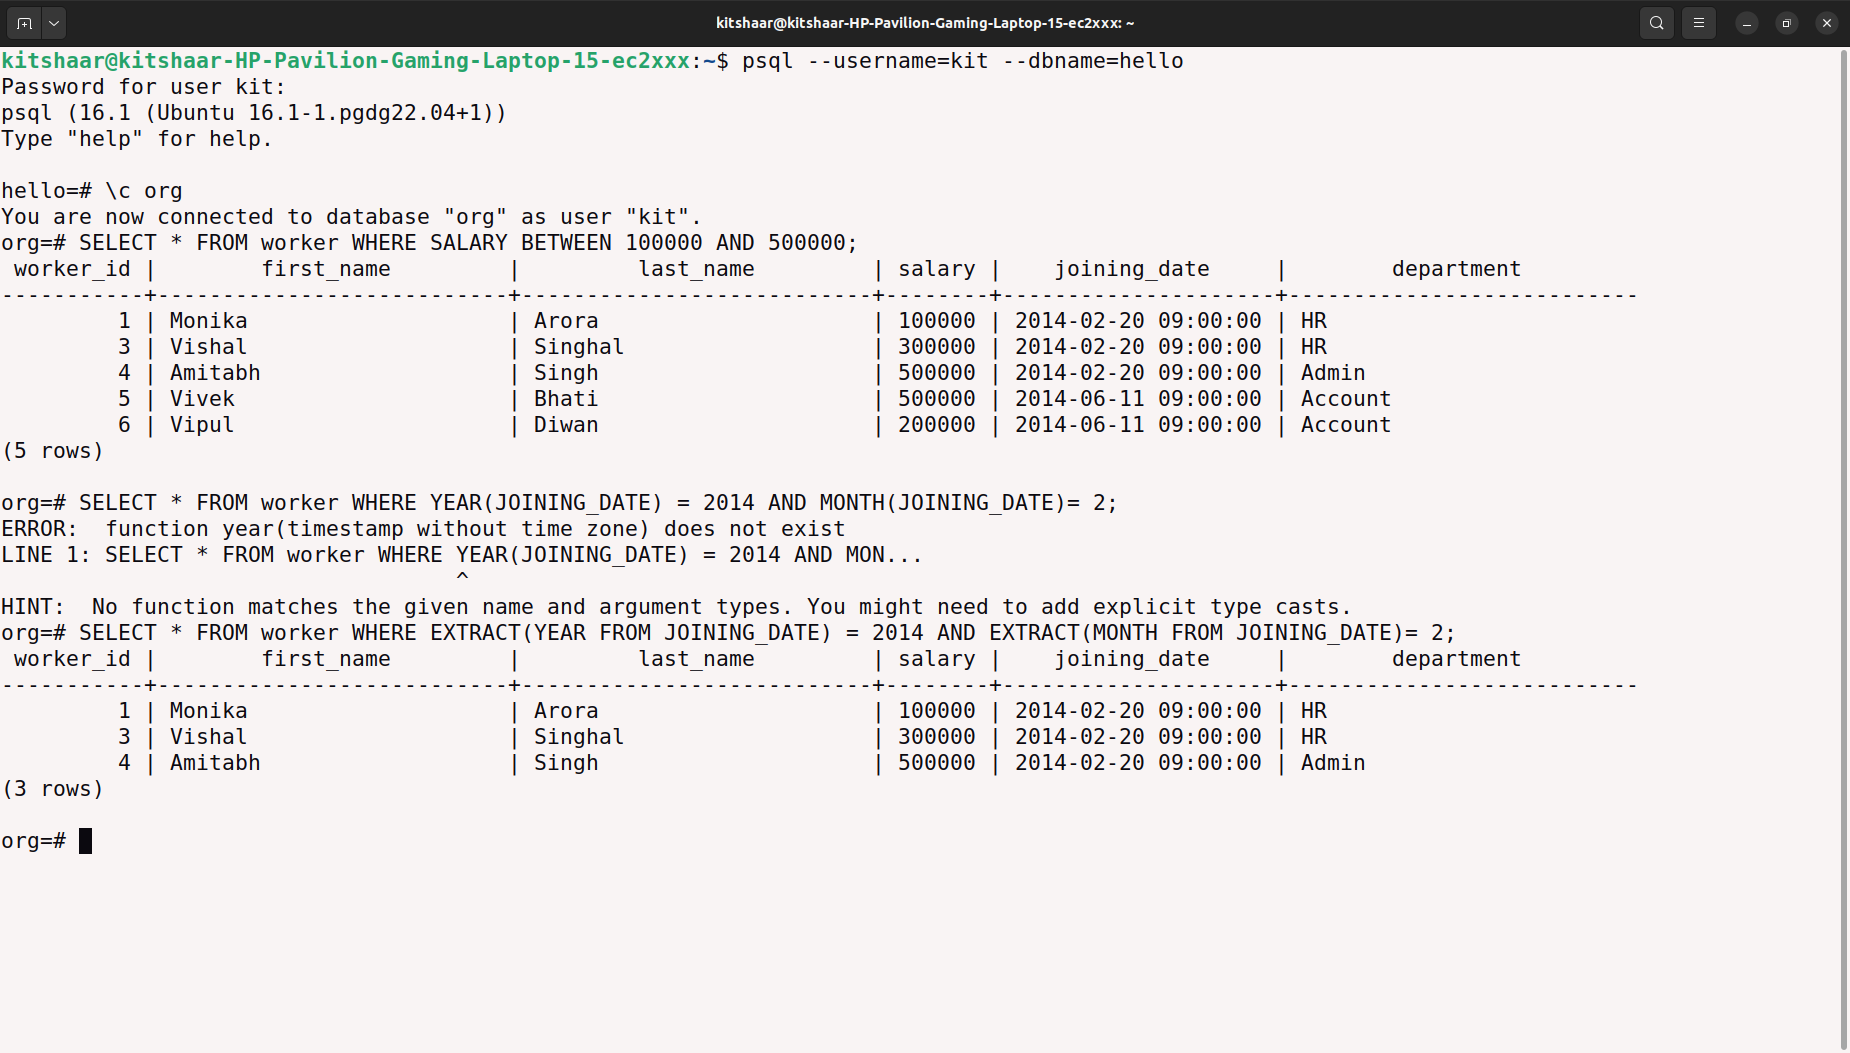 kitshaar@kitshaar-HP-Pavilion-Gaming-Laptop-15-ec2xxx: ~
kitshaar@kitshaar-HP-Pavilion-Gaming-Laptop-15-ec2xxx:~$ psql --username=kit --dbname=hello
Password for user kit:
psql (16.1 (Ubuntu 16.1-1.pgdg22.04+1))
Type "help" for help.

hello=# \c org
You are now connected to database "org" as user "kit".
org=# SELECT * FROM worker WHERE SALARY BETWEEN 100000 AND 500000;
 worker_id |        first_name         |         last_name         | salary |    joining_date     |        department
-----------+---------------------------+---------------------------+--------+---------------------+---------------------------
         1 | Monika                    | Arora                     | 100000 | 2014-02-20 09:00:00 | HR
         3 | Vishal                    | Singhal                   | 300000 | 2014-02-20 09:00:00 | HR
         4 | Amitabh                   | Singh                     | 500000 | 2014-02-20 09:00:00 | Admin
         5 | Vivek                     | Bhati                     | 500000 | 2014-06-11 09:00:00 | Account
         6 | Vipul                     | Diwan                     | 200000 | 2014-06-11 09:00:00 | Account
(5 rows)

org=# SELECT * FROM worker WHERE YEAR(JOINING_DATE) = 2014 AND MONTH(JOINING_DATE)= 2;
ERROR:  function year(timestamp without time zone) does not exist
LINE 1: SELECT * FROM worker WHERE YEAR(JOINING_DATE) = 2014 AND MON...
                                   ^
HINT:  No function matches the given name and argument types. You might need to add explicit type casts.
org=# SELECT * FROM worker WHERE EXTRACT(YEAR FROM JOINING_DATE) = 2014 AND EXTRACT(MONTH FROM JOINING_DATE)= 2;
 worker_id |        first_name         |         last_name         | salary |    joining_date     |        department
-----------+---------------------------+---------------------------+--------+---------------------+---------------------------
         1 | Monika                    | Arora                     | 100000 | 2014-02-20 09:00:00 | HR
         3 | Vishal                    | Singhal                   | 300000 | 2014-02-20 09:00:00 | HR
         4 | Amitabh                   | Singh                     | 500000 | 2014-02-20 09:00:00 | Admin
(3 rows)

org=#